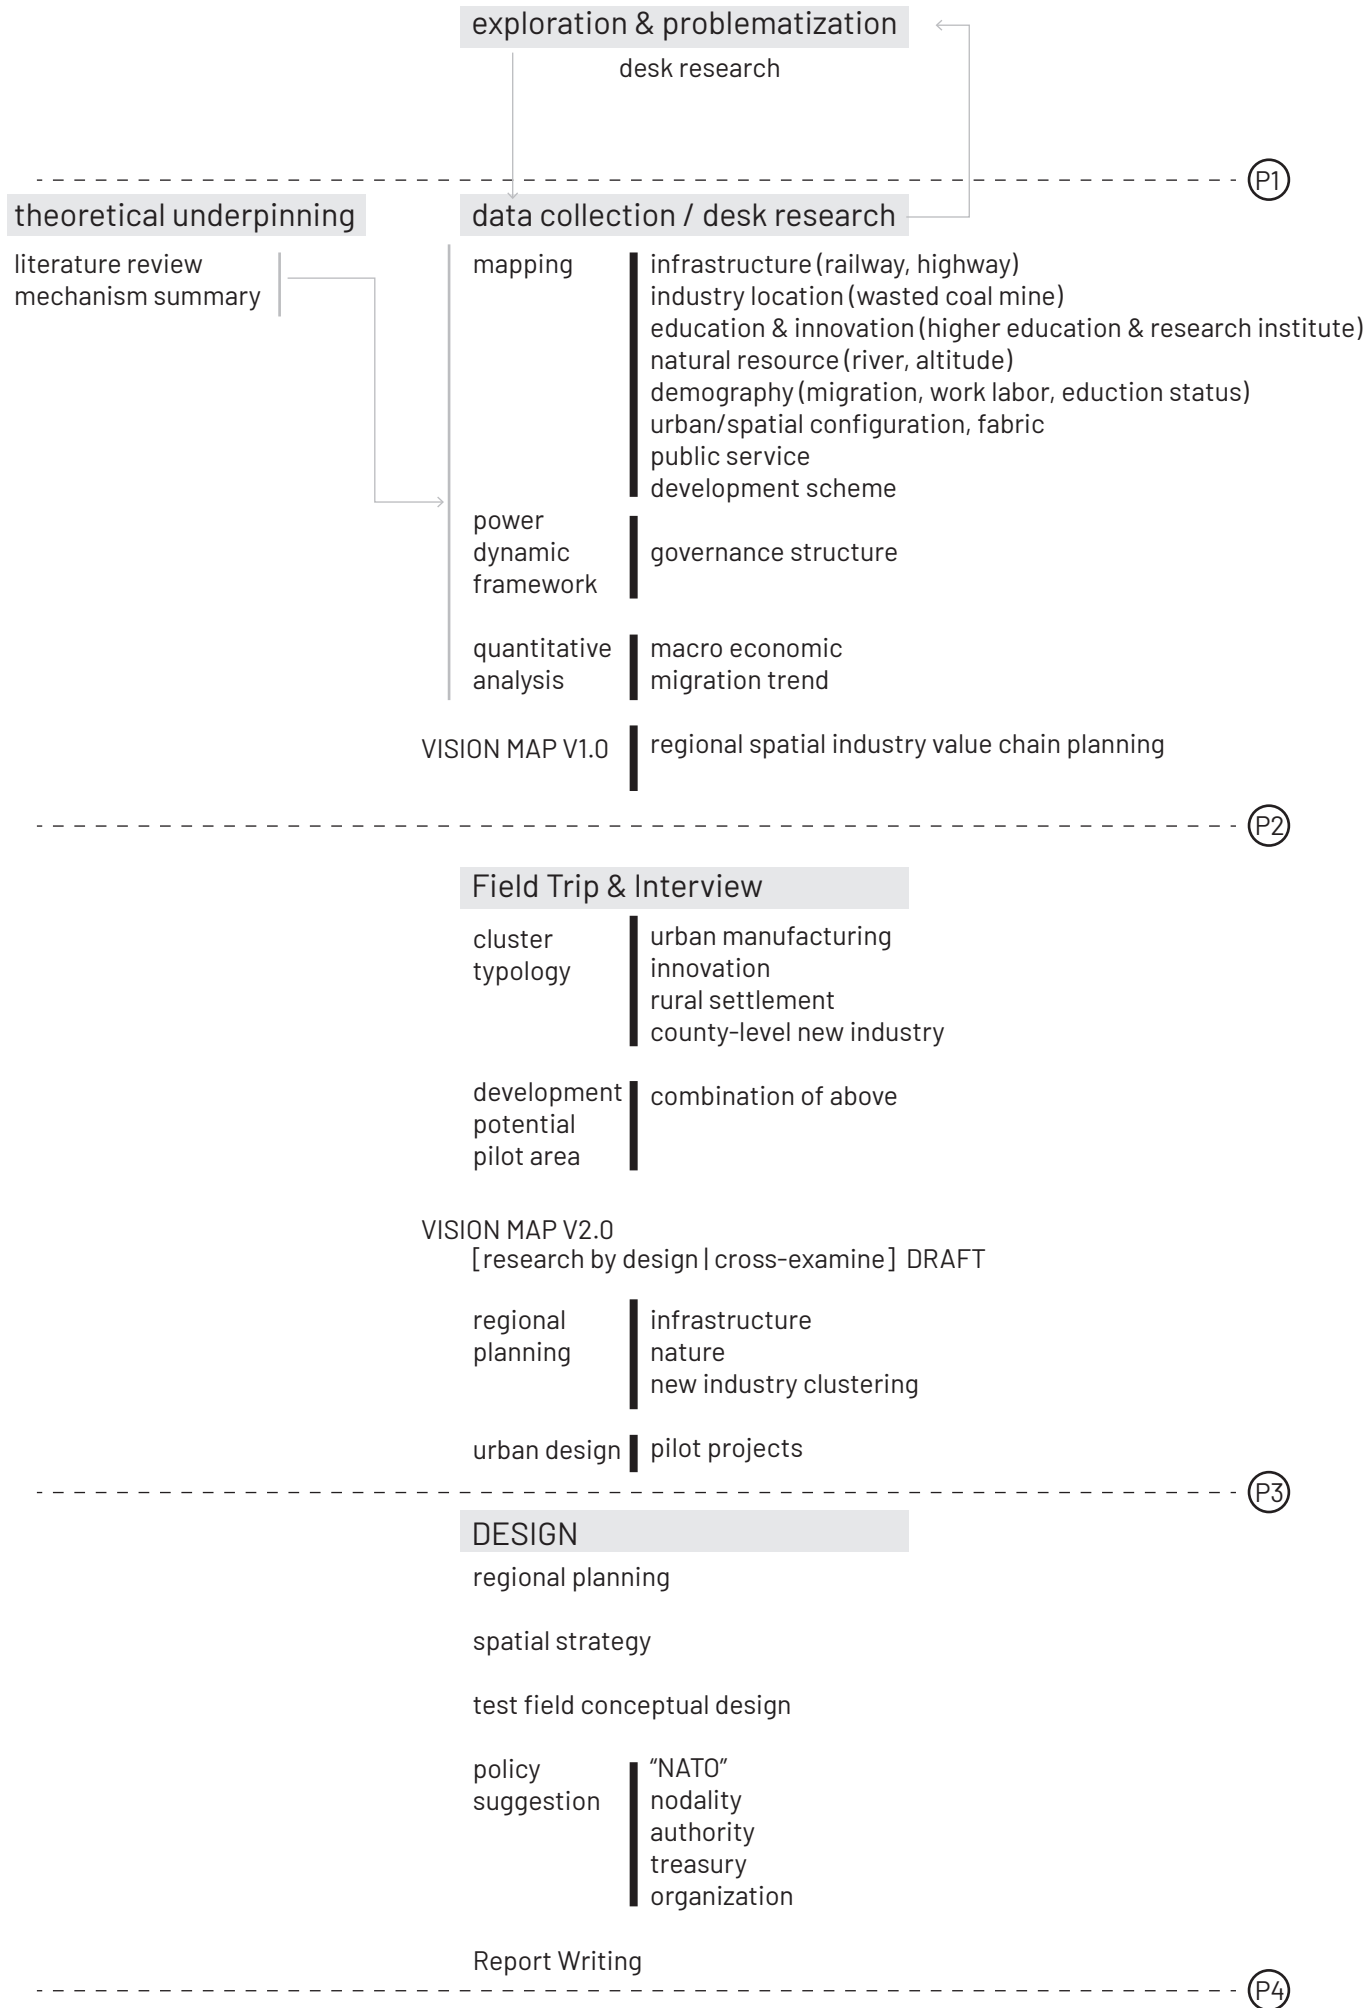 exploration & problematization
desk research
P1
theoretical underpinning
literature review
mechanism summary
data collection / desk research
mapping
infrastructure (railway, highway)
industry location (wasted coal mine)
education & innovation (higher education & research institute)
natural resource (river, altitude)
demography (migration, work labor, eduction status)
urban/spatial configuration, fabric
public service
development scheme
power
dynamic
framework
governance structure
quantitative
analysis
macro economic
migration trend
VISION MAP V1.0
regional spatial industry value chain planning
P2
Field Trip & Interview
cluster
typology
urban manufacturing
innovation
rural settlement
county-level new industry
development
potential
pilot area
combination of above
VISION MAP V2.0
[research by design | cross-examine] DRAFT
regional
planning
infrastructure
nature
new industry clustering
urban design
pilot projects
P3
DESIGN
regional planning
spatial strategy
test field conceptual design
policy
suggestion
“NATO”
nodality
authority
treasury
organization
Report Writing
P4